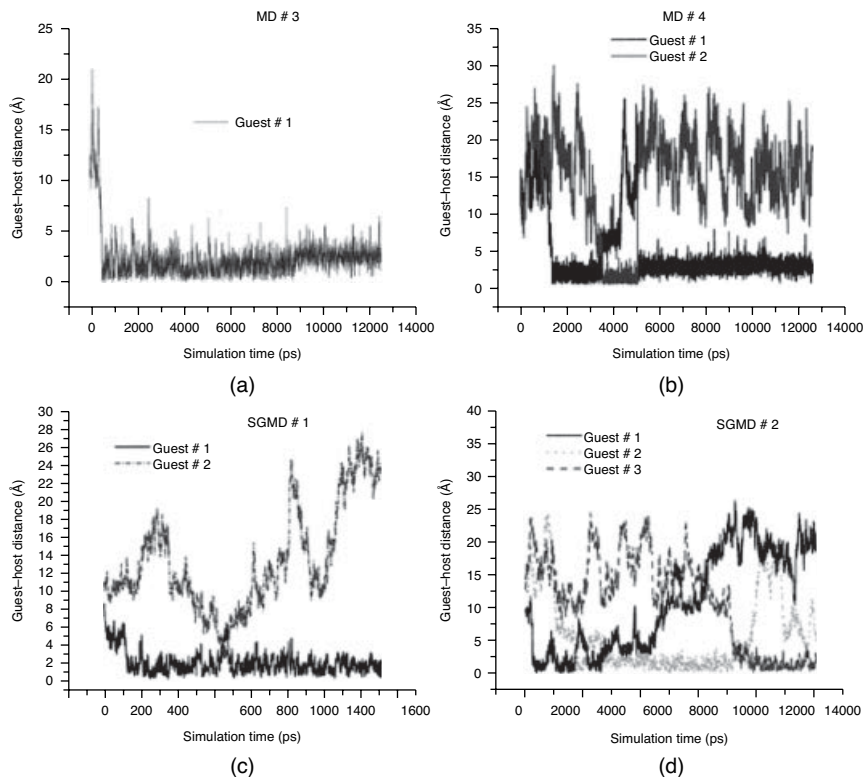 MD # 3
Guest–host distance (Å)
25
20
15
10
5
0
Guest # 1
0 2000 4000 6000 8000 10000 12000 14000
Simulation time (ps)
(a)
MD # 4
Guest–host distance (Å)
35
30
25
20
15
10
5
0
Guest # 1
Guest # 2
0 2000 4000 6000 8000 10000 12000 14000
Simulation time (ps)
(b)
SGMD # 1
Guest–host distance (Å)
30
28
26
24
22
20
18
16
14
12
10
8
6
4
2
0
Guest # 1
Guest # 2
0 200 400 600 800 1000 1200 1400 1600
Simulation time (ps)
(c)
SGMD # 2
Guest–host distance (Å)
40
35
30
25
20
15
10
5
0
Guest # 1
Guest # 2
Guest # 3
0 2000 4000 6000 8000 10000 12000 14000
Simulation time (ps)
(d)